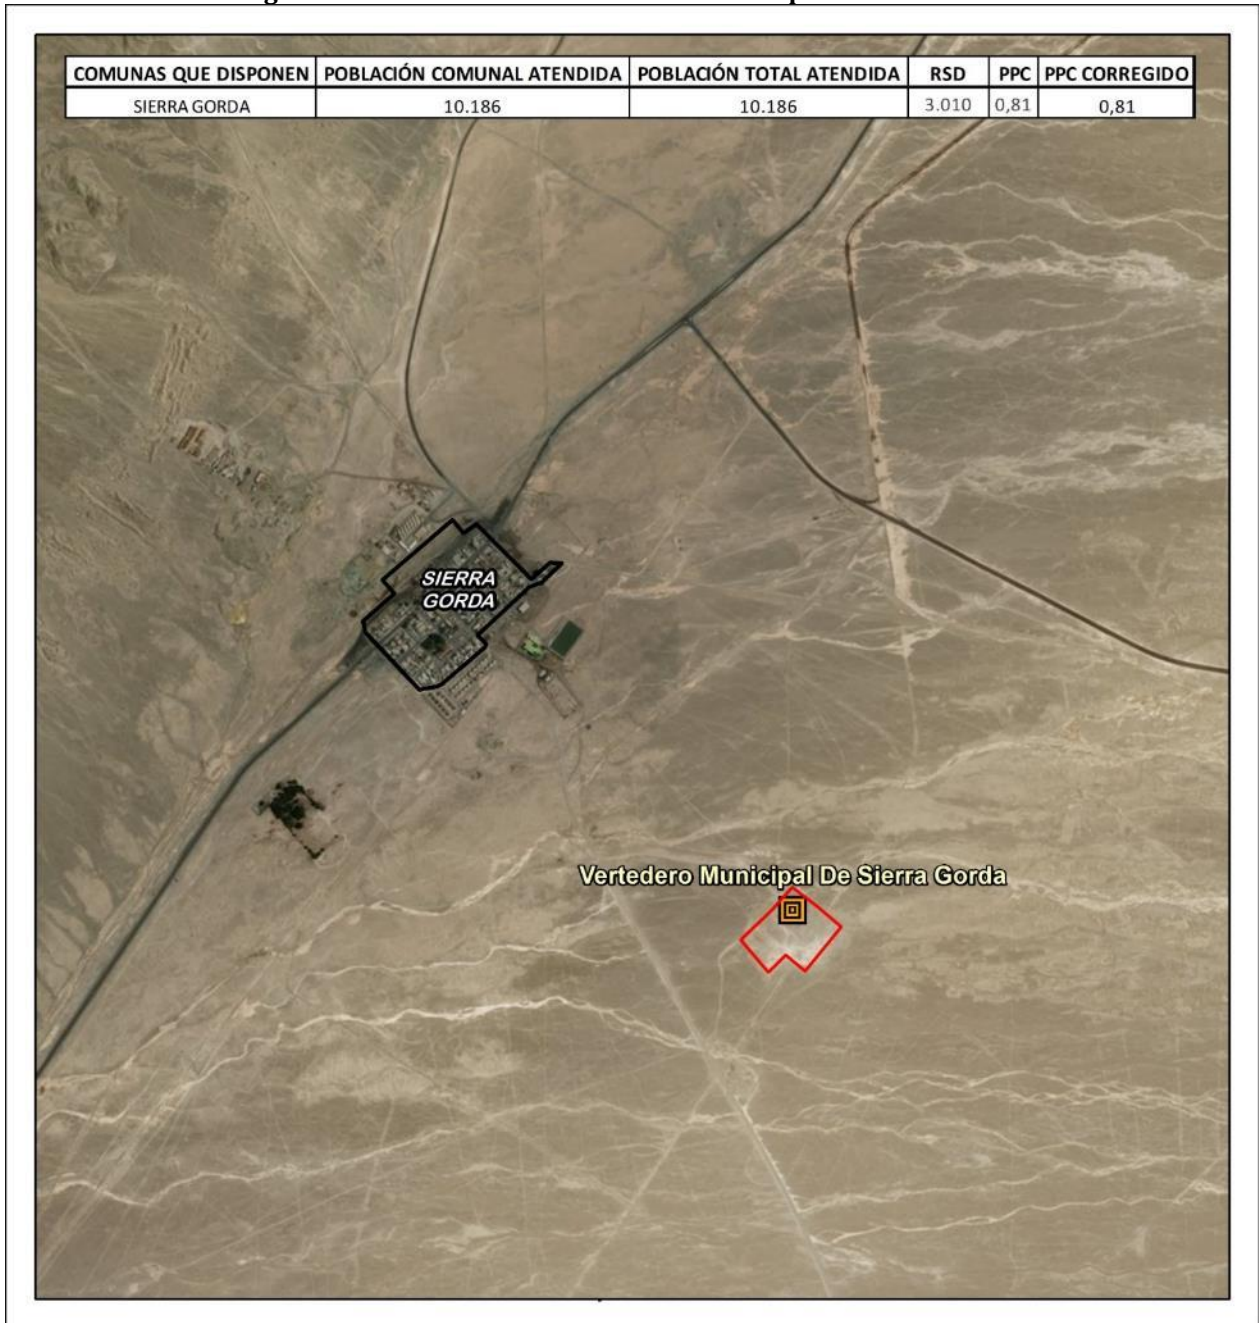 COMUNAS QUE DISPONEN POBLACIÓN COMUNAL ATENDIDA POBLACIÓN TOTAL ATENDIDA RSD PPC PPC CORREGIDO
SIERRA GORDA 10.186 10.186 3.010 0,81 0,81
SIERRA
GORDA
Vertedero Municipal De Sierra Gorda